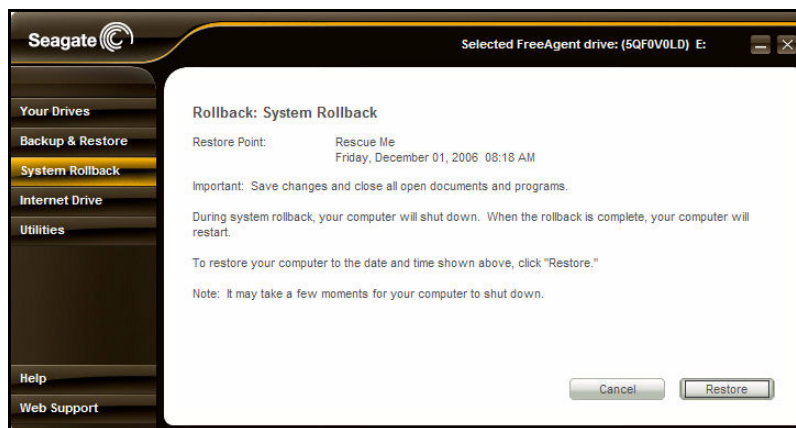 Seagate
Selected FreeAgent drive: (5QF0V0LD) E:
Your Drives
Backup & Restore
System Rollback
Internet Drive
Utilities
Help
Web Support
Rollback: System Rollback
Restore Point: Rescue Me
Friday, December 01, 2006 08:18 AM
Important: Save changes and close all open documents and programs.
During system rollback, your computer will shut down. When the rollback is complete, your computer will
restart.
To restore your computer to the date and time shown above, click "Restore."
Note: It may take a few moments for your computer to shut down.
Cancel
Restore